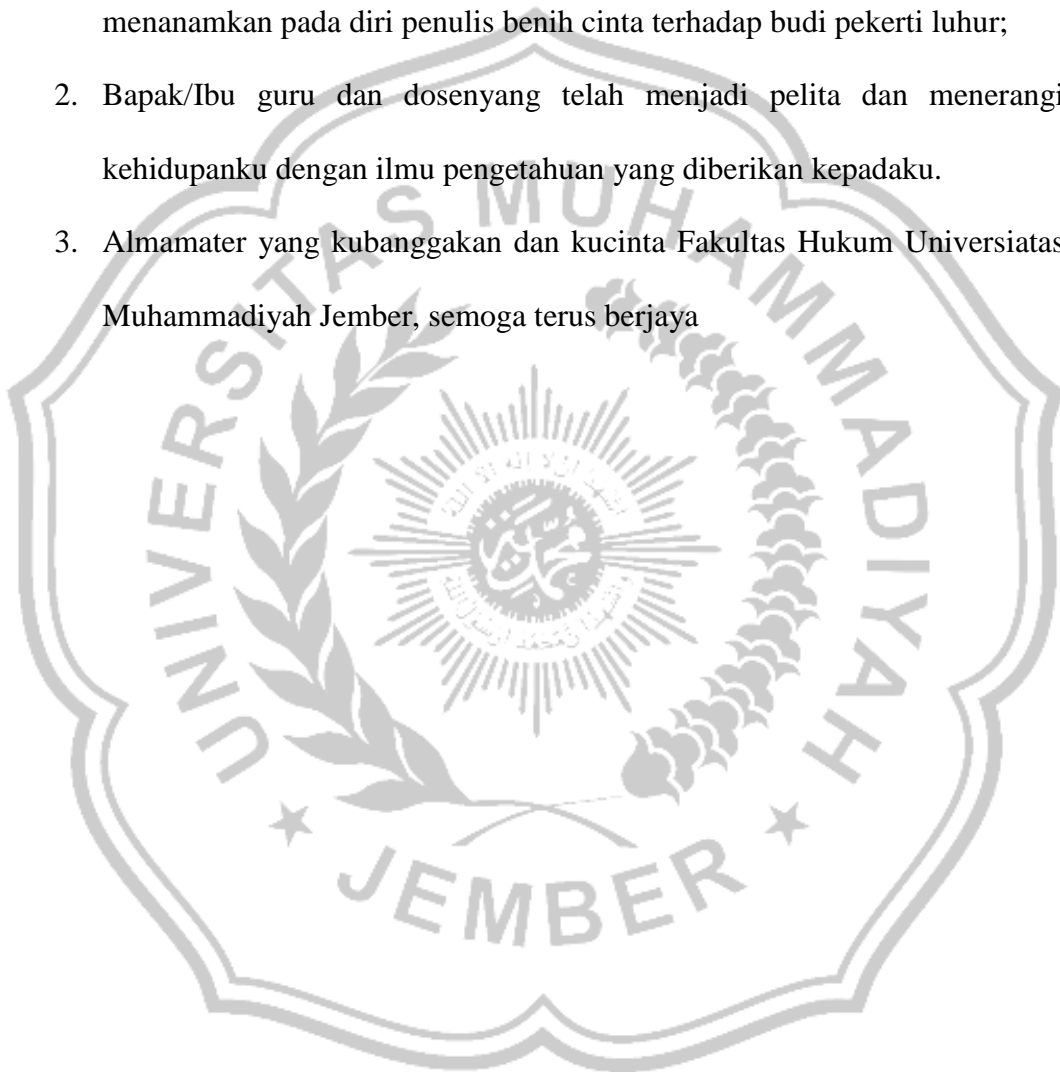 menanamkan pada diri penulis benih cinta terhadap budi pekerti luhur;
2. Bapak/Ibu guru dan dosenyang telah menjadi pelita dan menerangi
kehidupanku dengan ilmu pengetahuan yang diberikan kepadaku.
3. Almamater yang kubanggakan dan kucinta Fakultas Hukum Universiatas
Muhammadiyah Jember, semoga terus berjaya
UNIVERSITAS MUHAMMADIYAH
JEMBER